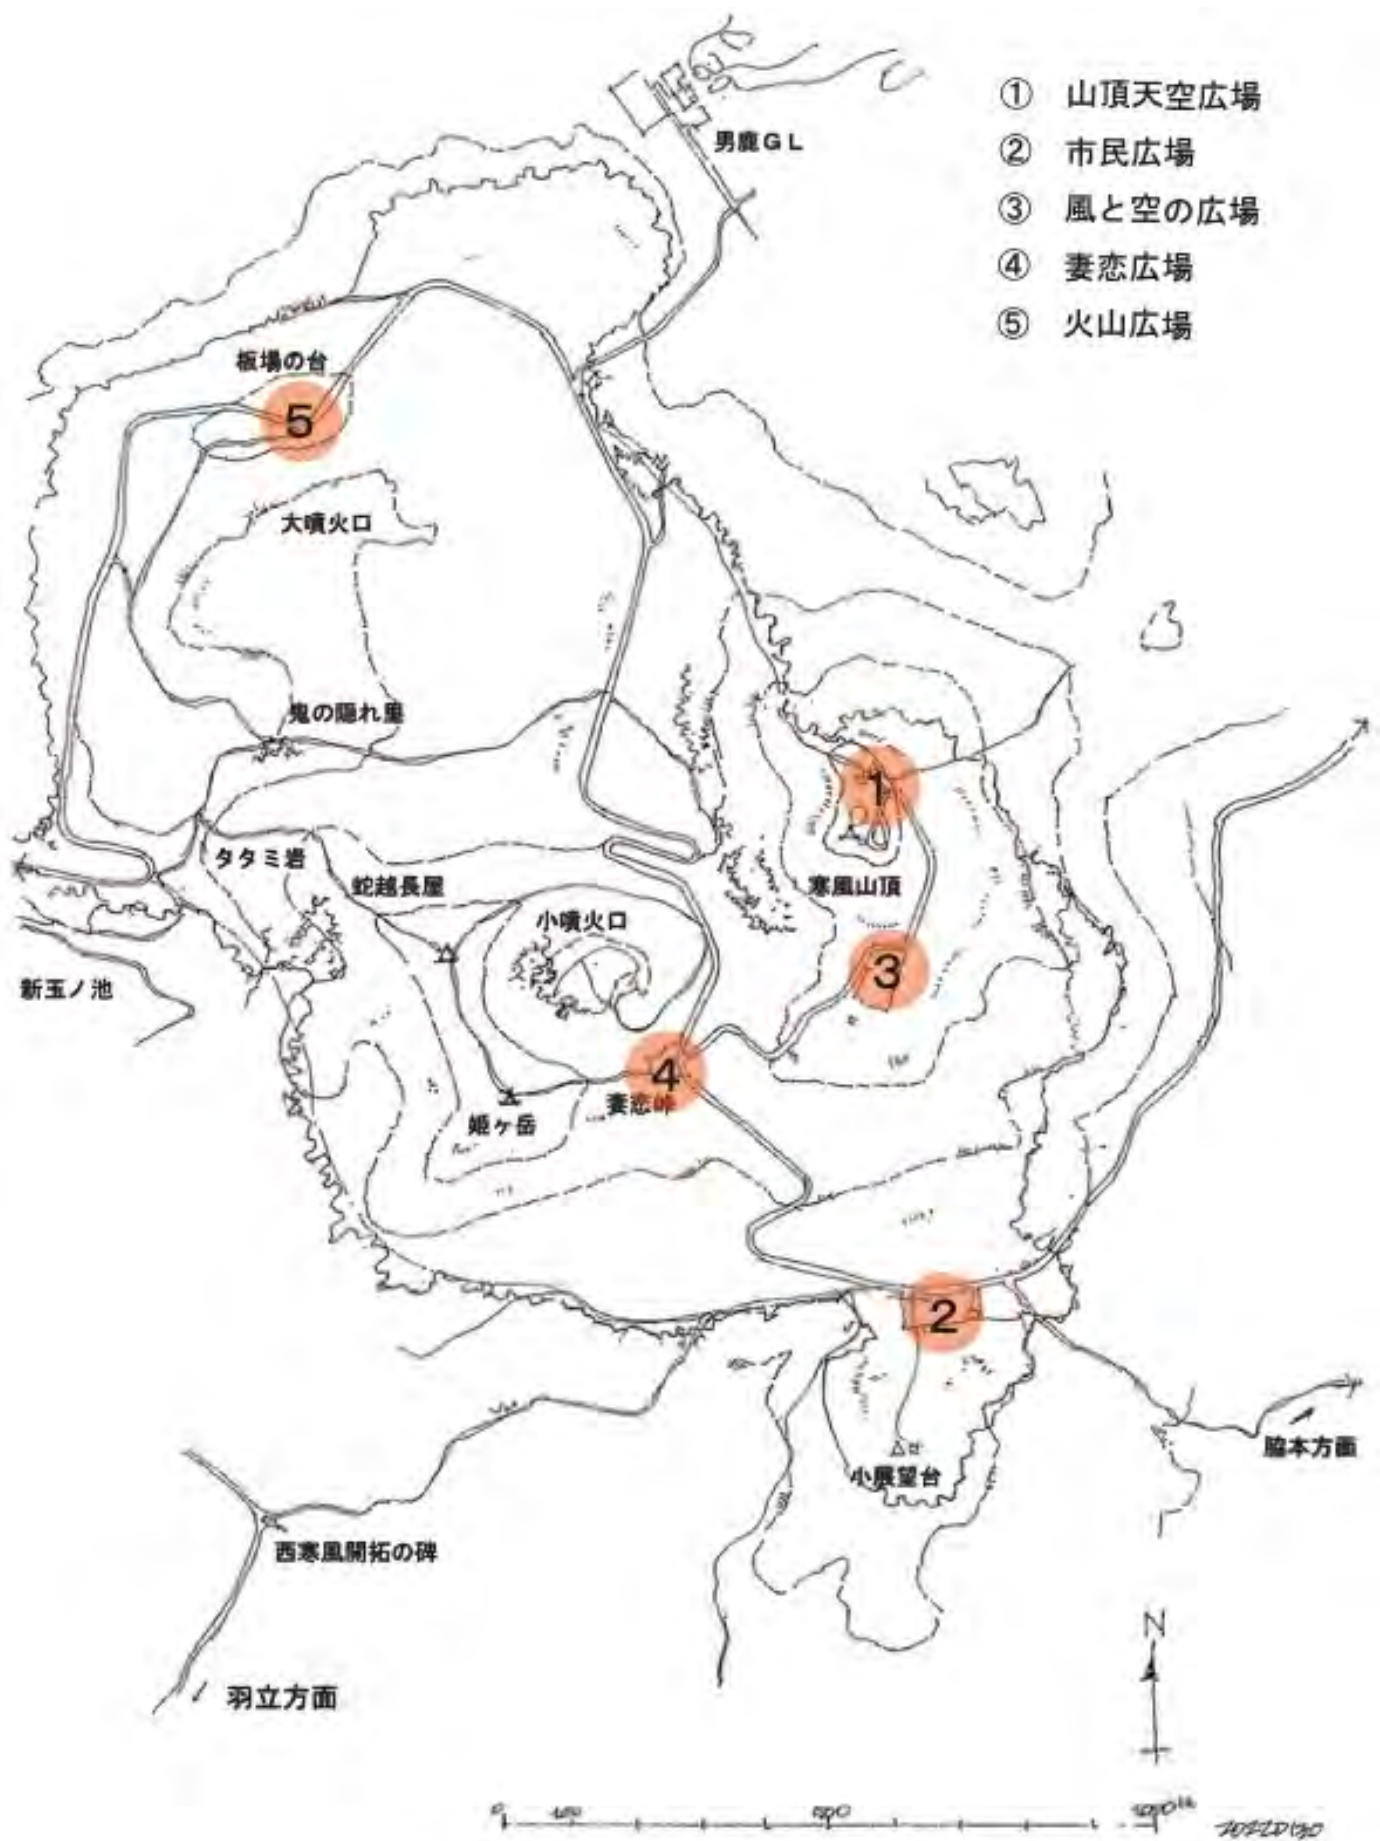 ① 山頂天空広場
② 市民広場
③ 風と空の広場
④ 妻恋広場
⑤ 火山広場
男鹿GL
板場の台
5
大噴火口
鬼の隠れ里
1
タタミ岩
蛇越長屋
寒風山頂
小噴火口
3
新玉ノ池
4
妻恋峠
姫ヶ岳
2
脇本方面
小展望台
西寒風開拓の碑
羽立方面
N
0 100 500 1000m